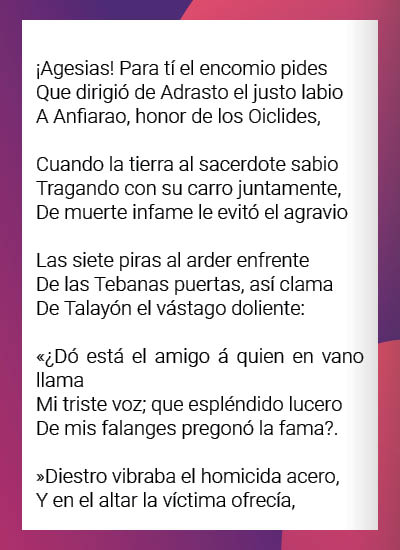 ¡Agesias! Para tí el encomio pides
Que dirigió de Adrasto el justo labio
A Anfiarao, honor de los Oiclides,
Cuando la tierra al sacerdote sabio
Tragando con su carro juntamente,
De muerte infame le evitó el agravio
Las siete piras al arder enfrente
De las Tebanas puertas, así clama
De Talayón el vástago doliente:
«¿Dó está el amigo á quien en vano
llama
Mi triste voz; que espléndido lucero
De mis falanges pregonó la fama?.
»Diestro vibraba el homicida acero,
Y en el altar la víctima ofrecía,